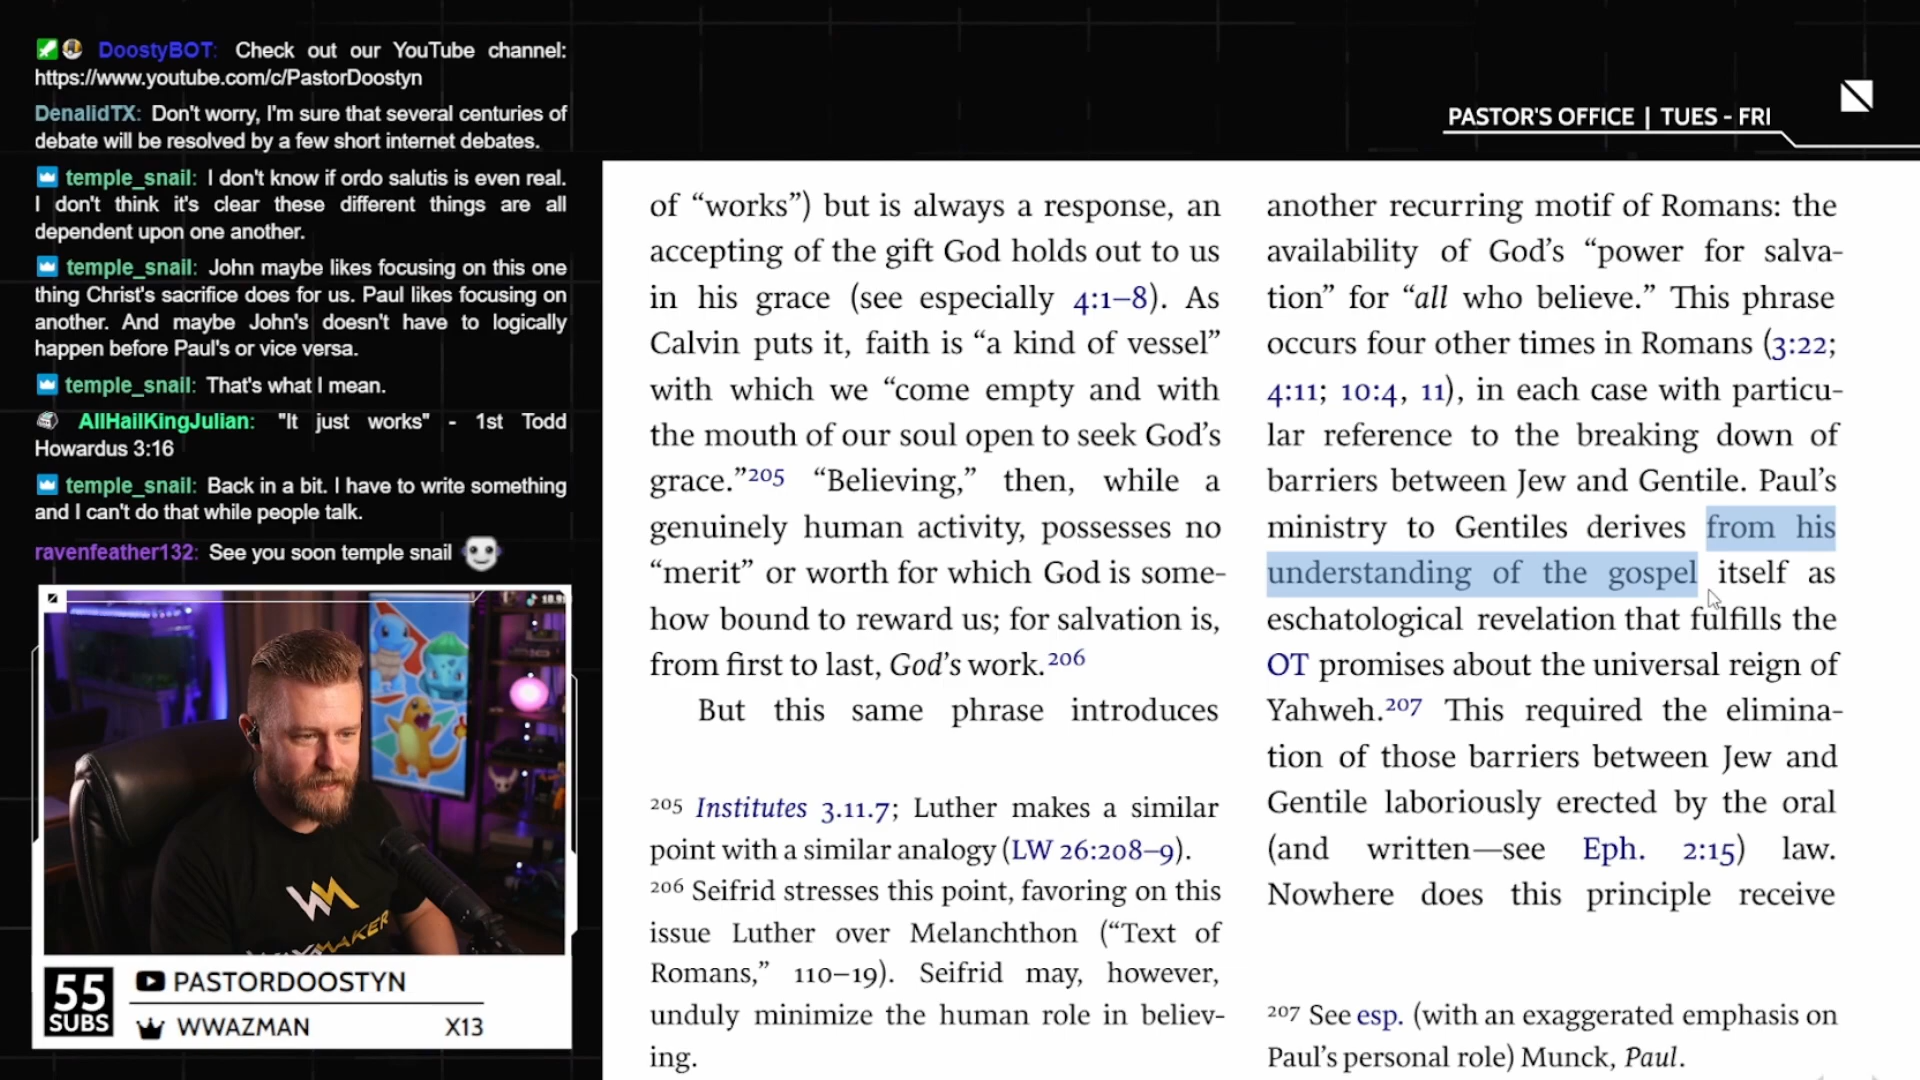 DoostyBOT: Check out our YouTube channel:
https://www.youtube.com/c/PastorDoostyn
DenalidTX: Don't worry, I'm sure that several centuries of
debate will be resolved by a few short internet debates.
temple_snail: I don't know if ordo salutis is even real.
I don't think it's clear these different things are all
dependent upon one another.
temple_snail: John maybe likes focusing on this one
thing Christ's sacrifice does for us. Paul likes focusing on
another. And maybe John's doesn't have to logically
happen before Paul's or vice versa.
temple_snail: That's what I mean.
AllHailKingJulian: "It just works" - 1st Todd
Howardus 3:16
temple_snail: Back in a bit. I have to write something
and I can't do that while people talk.
ravenfeather132: See you soon temple snail
WM
55
SUBS
PASTORDOOSTYN
WWAZMAN X13
PASTOR'S OFFICE | TUES - FRI
of “works”) but is always a response, an
accepting of the gift God holds out to us
in his grace (see especially 4:1–8). As
Calvin puts it, faith is “a kind of vessel”
with which we “come empty and with
the mouth of our soul open to seek God’s
grace.”205 “Believing,” then, while a
genuinely human activity, possesses no
“merit” or worth for which God is some-
how bound to reward us; for salvation is,
from first to last, God’s work.206
But this same phrase introduces
205 Institutes 3.11.7; Luther makes a similar
point with a similar analogy (LW 26:208–9).
206 Seifrid stresses this point, favoring on this
issue Luther over Melanchthon (“Text of
Romans,” 110–19). Seifrid may, however,
unduly minimize the human role in believ-
ing.
another recurring motif of Romans: the
availability of God’s “power for salva-
tion” for “all who believe.” This phrase
occurs four other times in Romans (3:22;
4:11; 10:4, 11), in each case with particu-
lar reference to the breaking down of
barriers between Jew and Gentile. Paul’s
ministry to Gentiles derives from his
understanding of the gospel itself as
eschatological revelation that fulfills the
OT promises about the universal reign of
Yahweh.207 This required the elimina-
tion of those barriers between Jew and
Gentile laboriously erected by the oral
(and written—see Eph. 2:15) law.
Nowhere does this principle receive
207 See esp. (with an exaggerated emphasis on
Paul’s personal role) Munck, Paul.